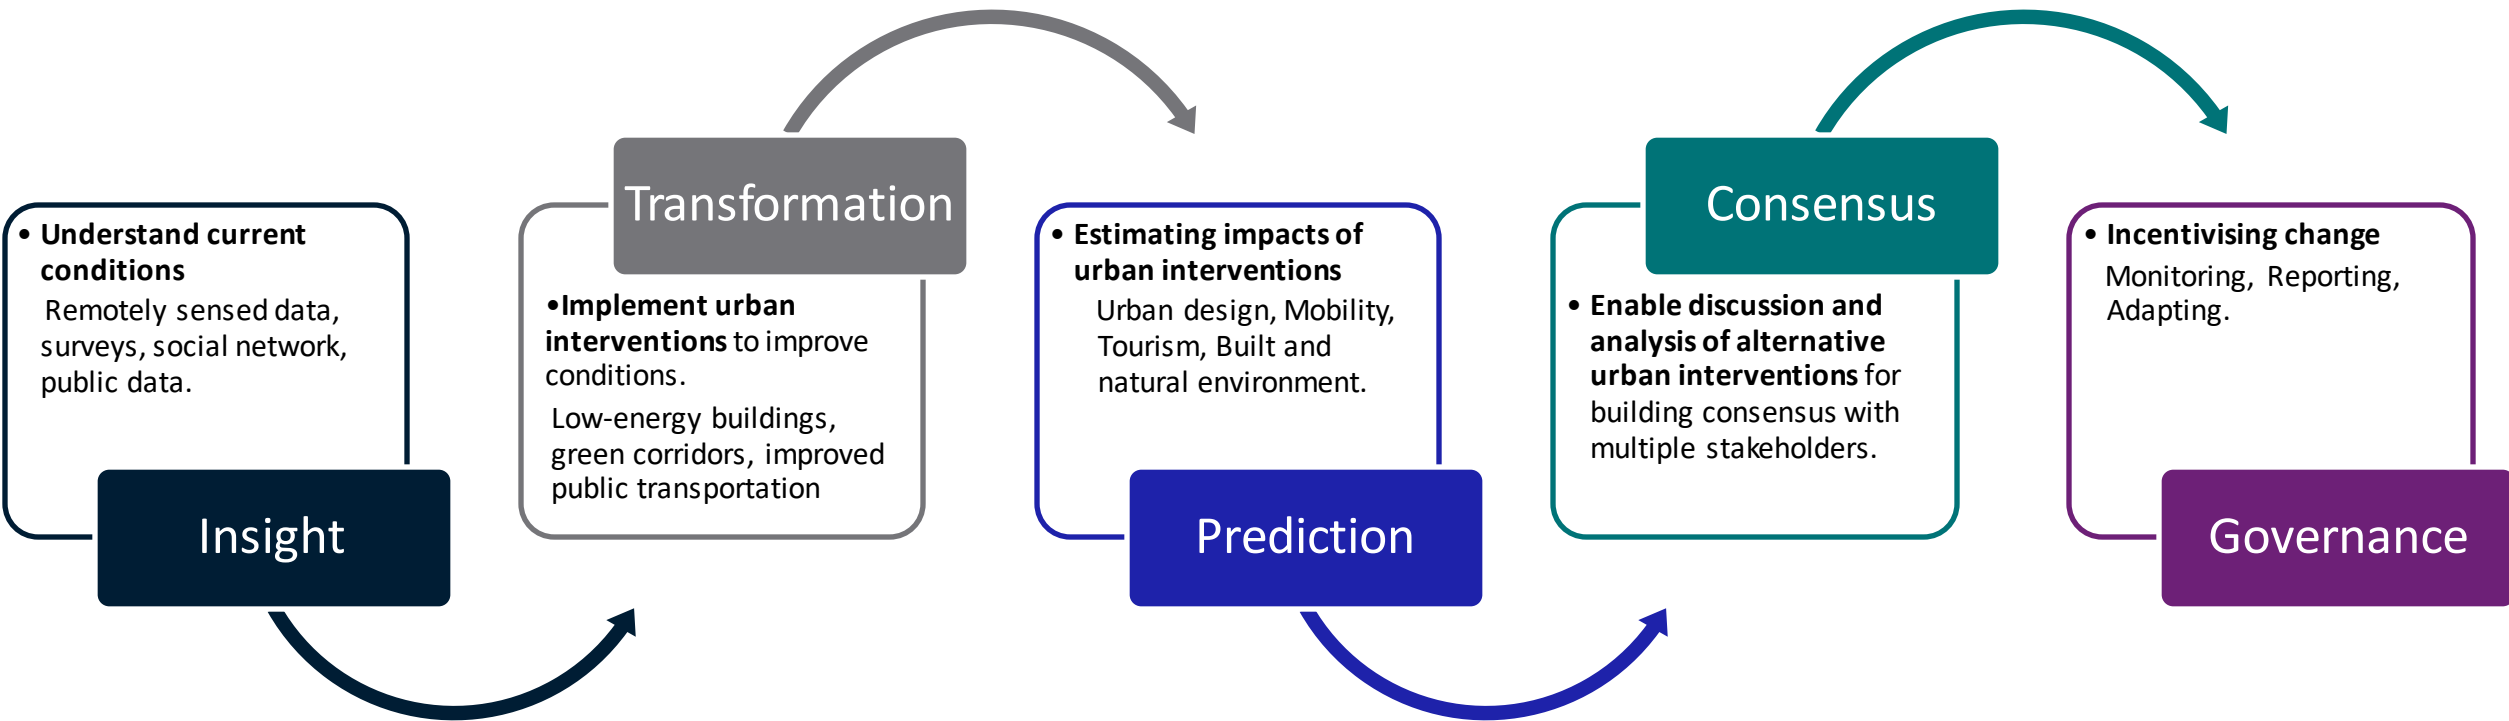 • Understand current
conditions
Remotely sensed data,
surveys, social network,
public data.
Insight
Transformation
•Implement urban
interventions to improve
conditions.
Low-energy buildings,
green corridors, improved
public transportation
• Estimating impacts of
urban interventions
Urban design, Mobility,
Tourism, Built and
natural environment.
Prediction
Consensus
• Enable discussion and
analysis of alternative
urban interventions for
building consensus with
multiple stakeholders.
• Incentivising change
Monitoring, Reporting,
Adapting.
Governance